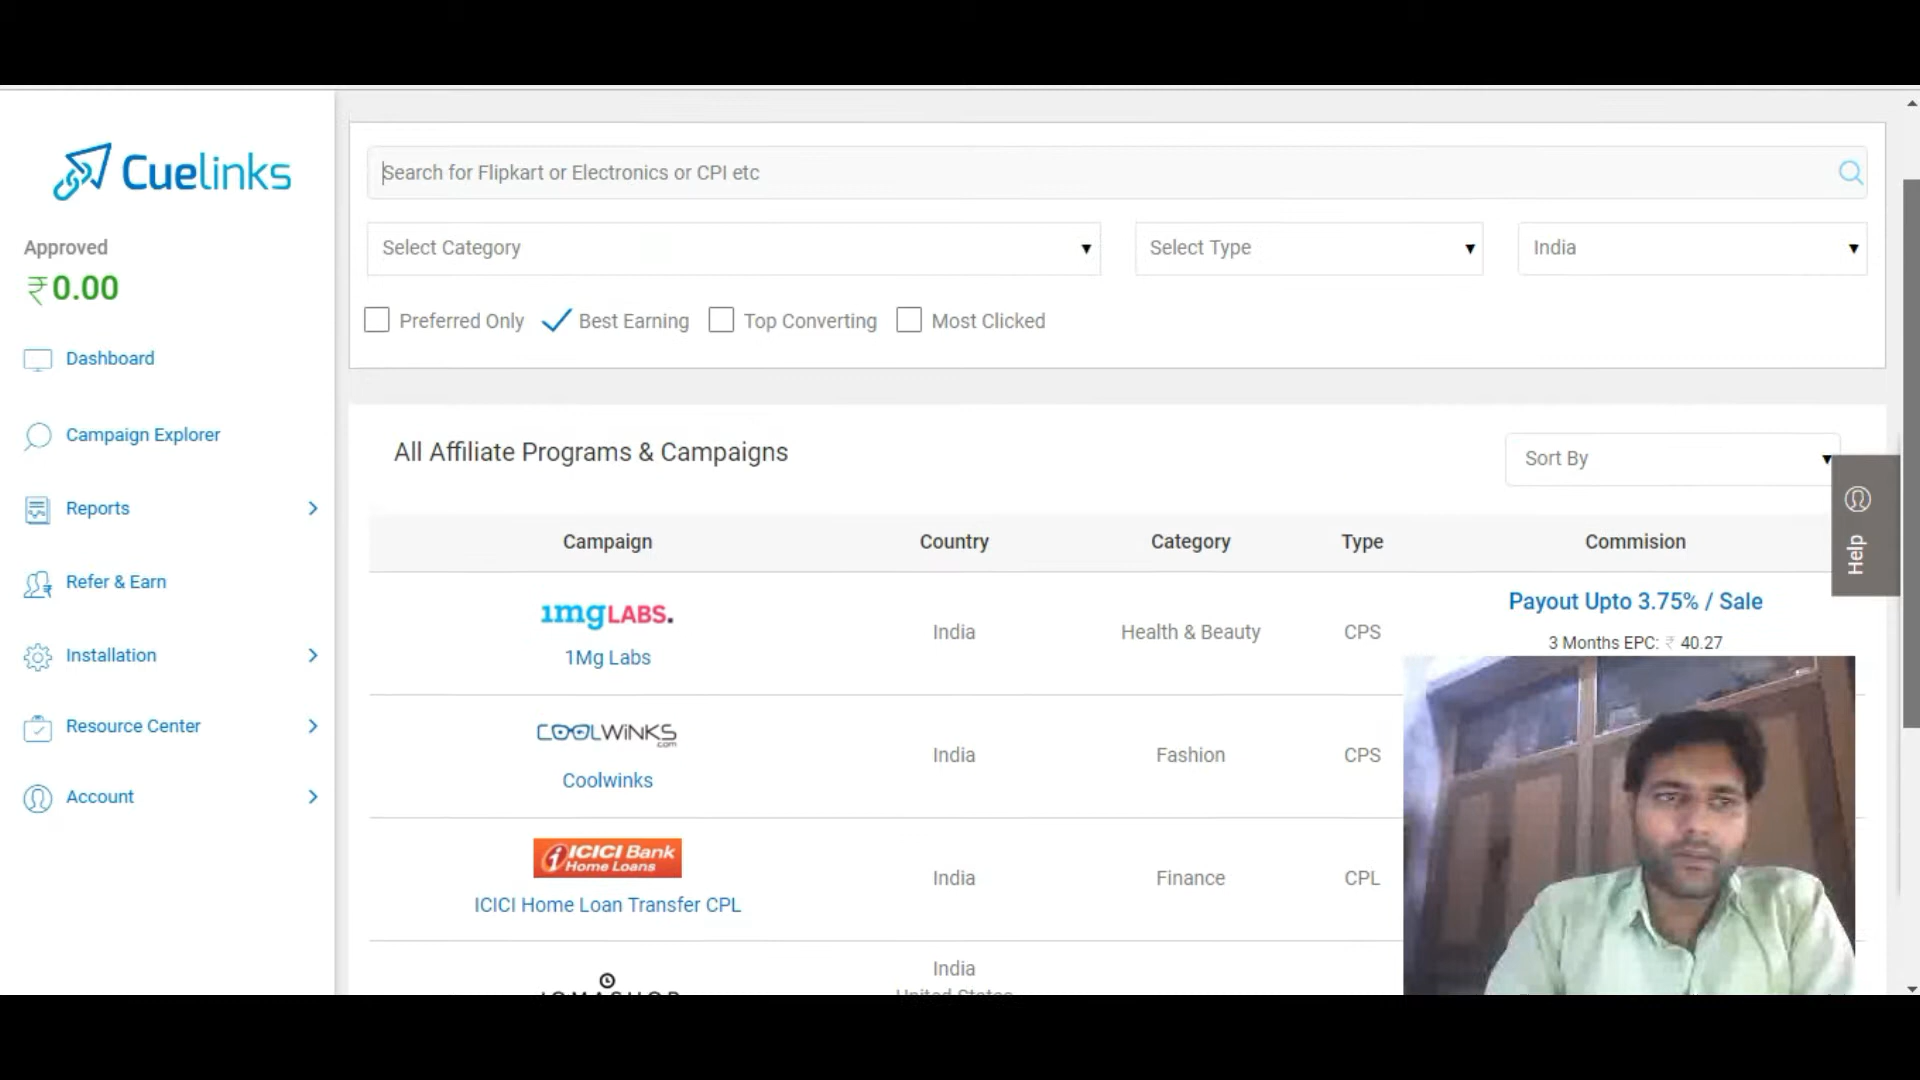 Cuelinks
Approved
₹0.00
Dashboard
Campaign Explorer
Reports
Refer & Earn
Installation
Resource Center
Account
Search for Flipkart or Electronics or CPI etc
Select Category
Select Type
India
Preferred Only
Best Earning
Top Converting
Most Clicked
All Affiliate Programs & Campaigns
Sort By
Help
Campaign Country Category Type Commision
1mgLABS.
1Mg Labs
India
Health & Beauty
CPS
Payout Upto 3.75% / Sale
3 Months EPC: ₹ 40.27
COOLWiNKS
.com
Coolwinks
India
Fashion
CPS
ICICI Bank
Home Loans
ICICI Home Loan Transfer CPL
India
Finance
CPL
India
United States